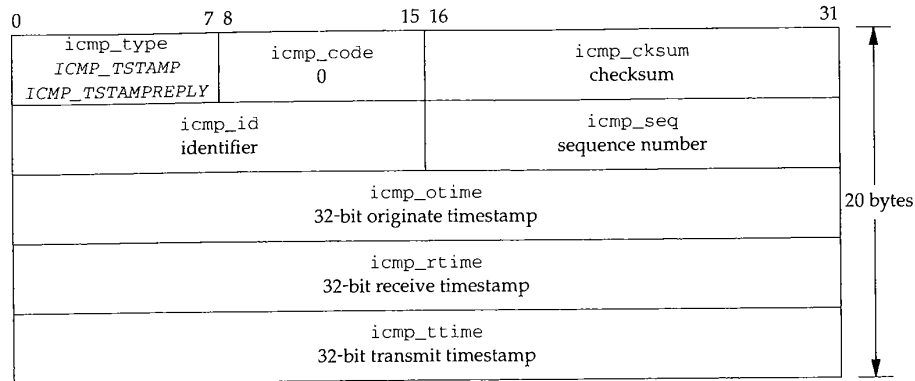 0 7 8 15 16 31
icmp_type
ICMP_TSTAMP
ICMP_TSTAMPREPLY
icmp_code
0
icmp_cksum
checksum
icmp_id
identifier
icmp_seq
sequence number
icmp_otime
32-bit originate timestamp
20 bytes
icmp_rtime
32-bit receive timestamp
icmp_ttime
32-bit transmit timestamp